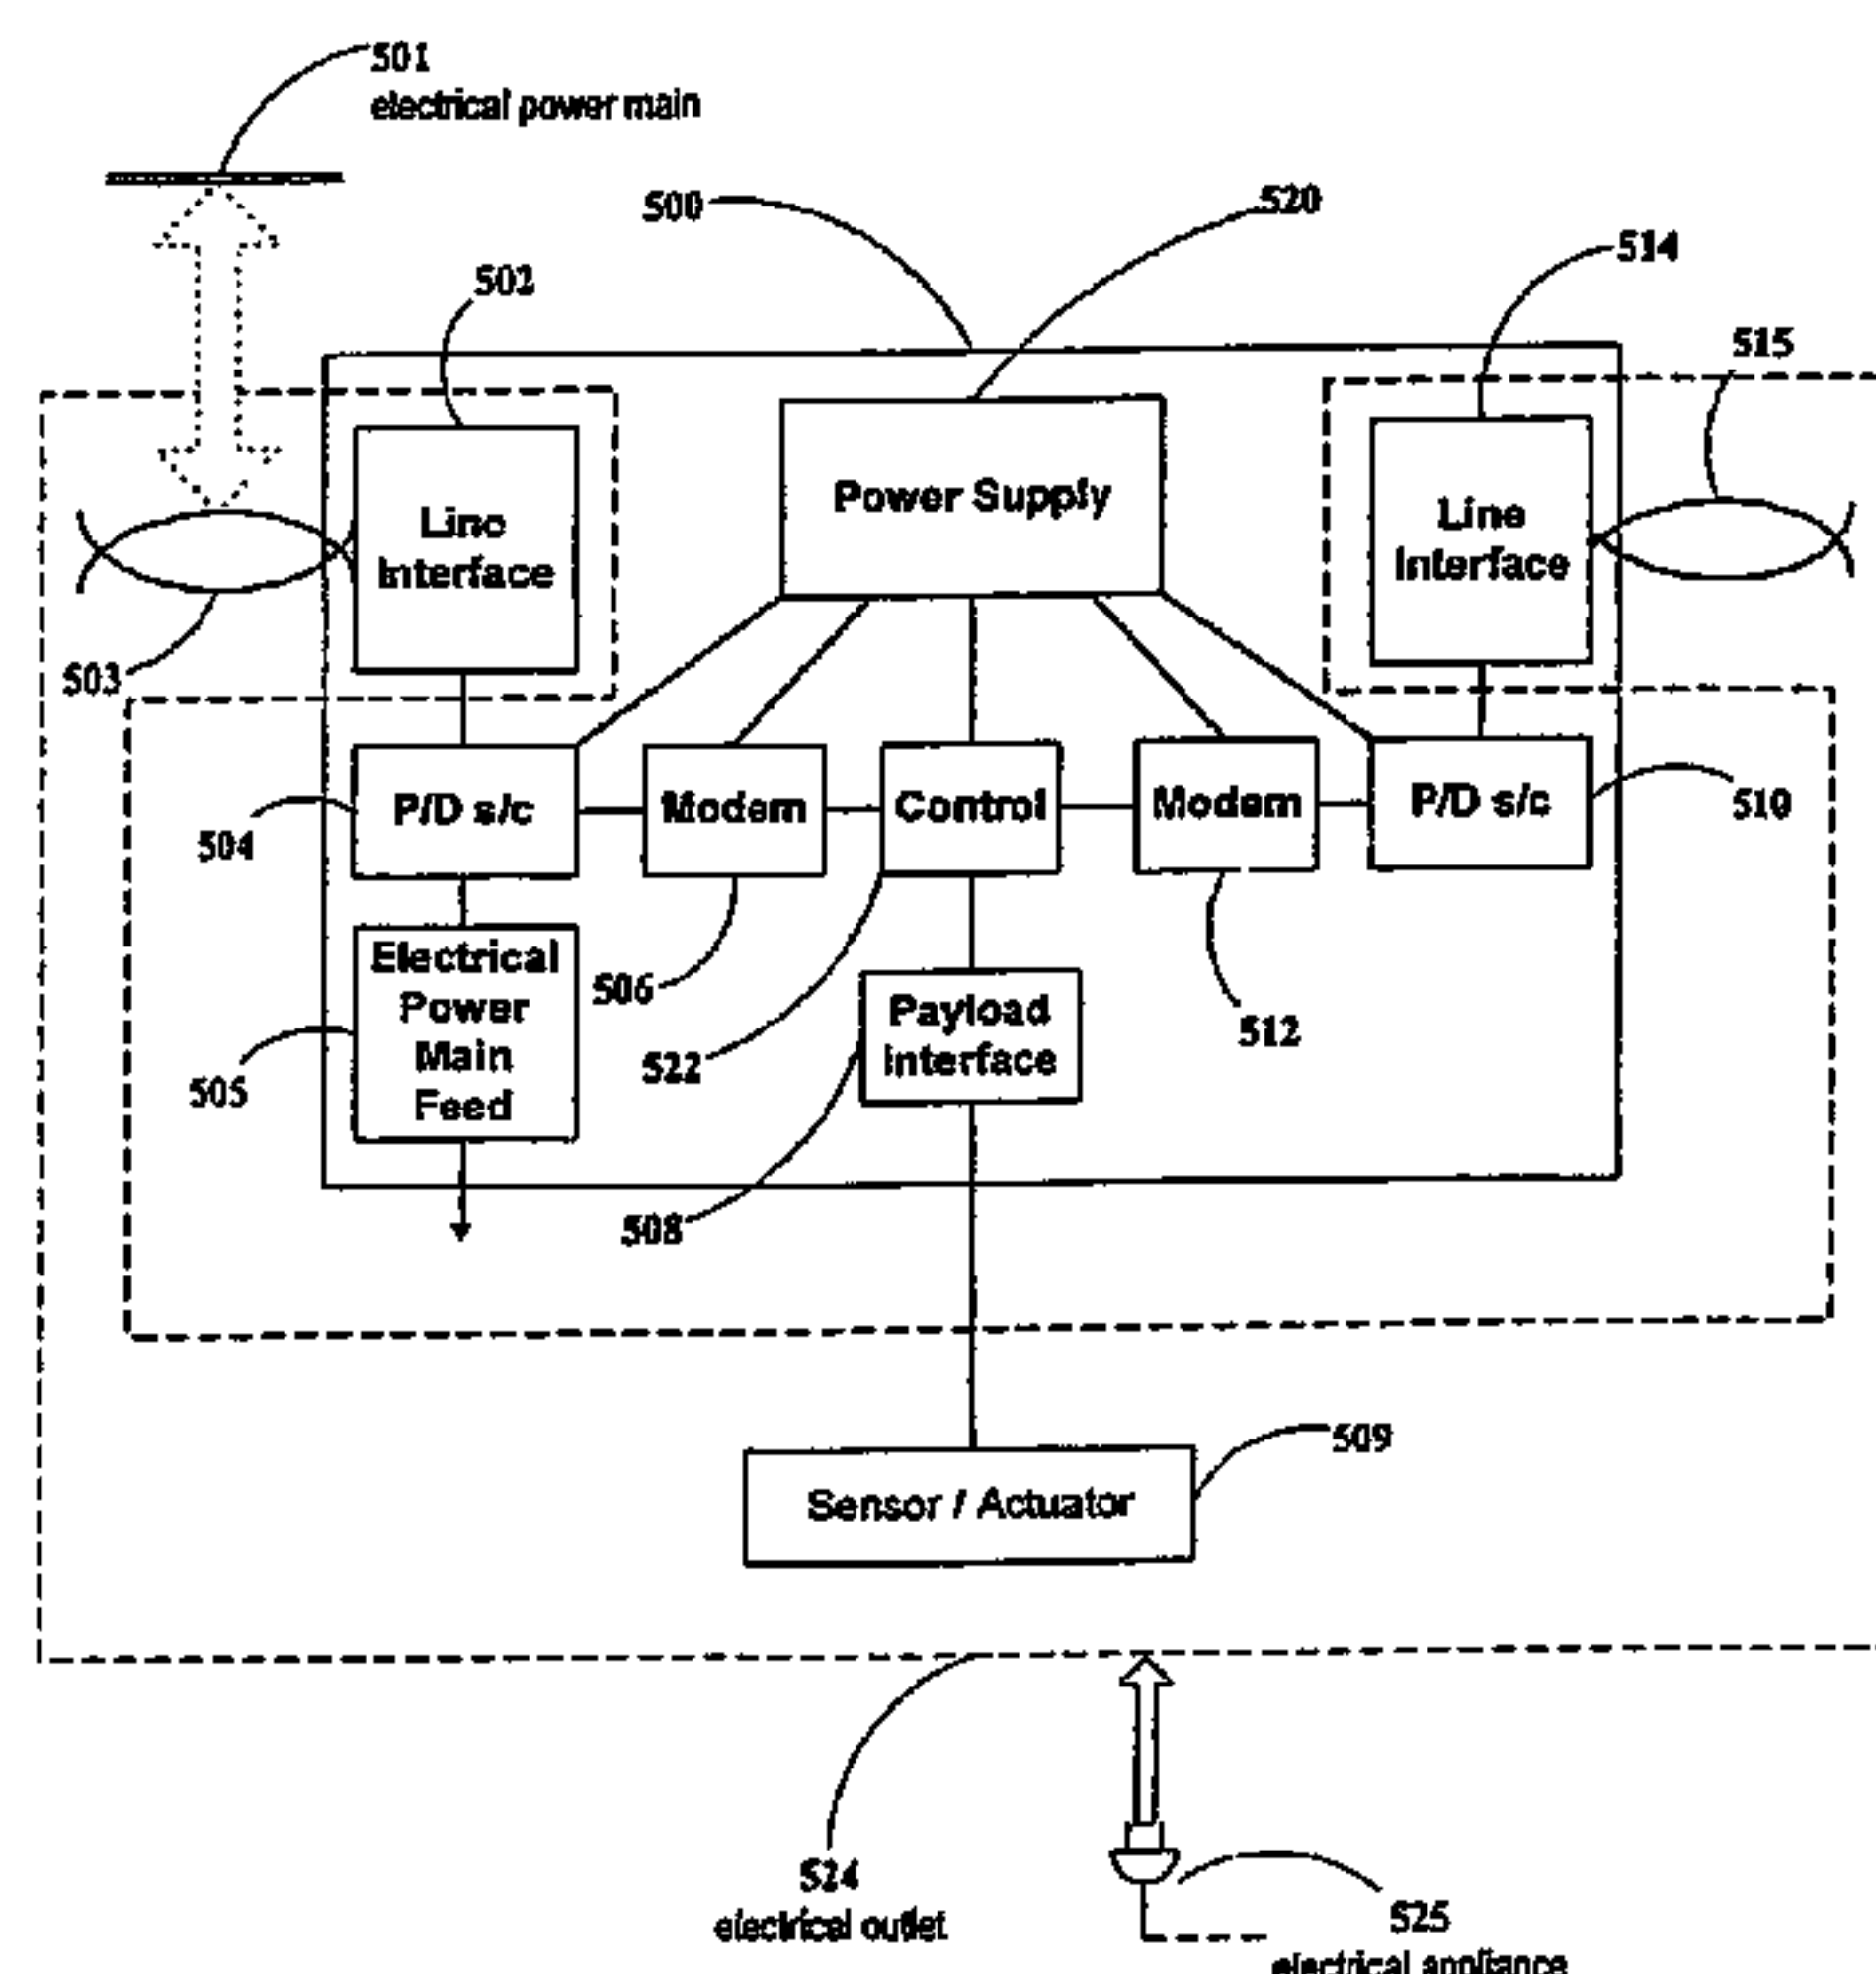 501
electrical power main
500
520
514
502
515
Line
Interface
Power Supply
Line
Interface
503
P/D s/c
Modem
Control
Modem
P/D s/c
504
510
Electrical
Power
Main
Feed
506
Payload
Interface
512
522
505
508
509
Sensor / Actuator
524
electrical outlet
525
electrical appliance